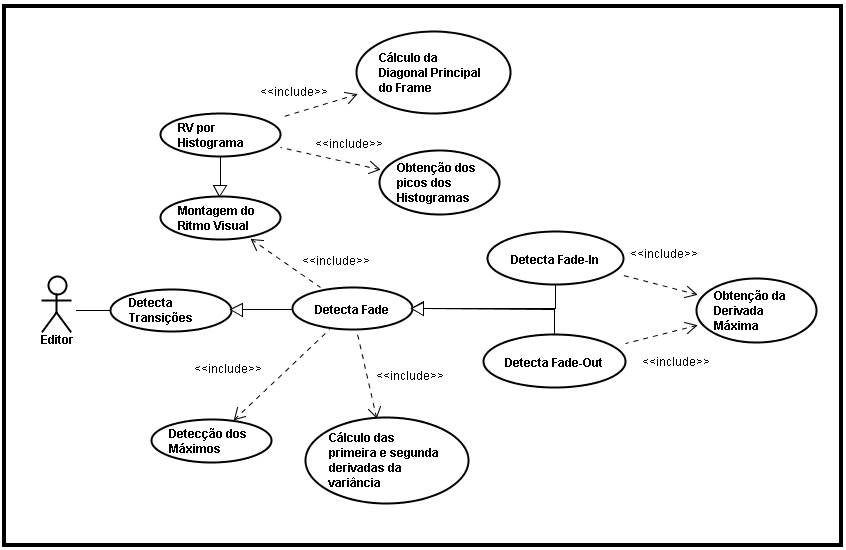 Cálculo da
Diagonal Principal
do Frame
<<include>>
RV por
Histograma
<<include>>
Obtenção dos
picos dos
Histogramas
Montagem do
Ritmo Visual
<<include>>
Detecta Fade-In
<<include>>
Editor
Detecta
Transições
Detecta Fade
Obtenção da
Derivada
Máxima
Detecta Fade-Out
<<include>>
<<include>>
<<include>>
Detecção dos
Máximos
Cálculo das
primeira e segunda
derivadas da
variância